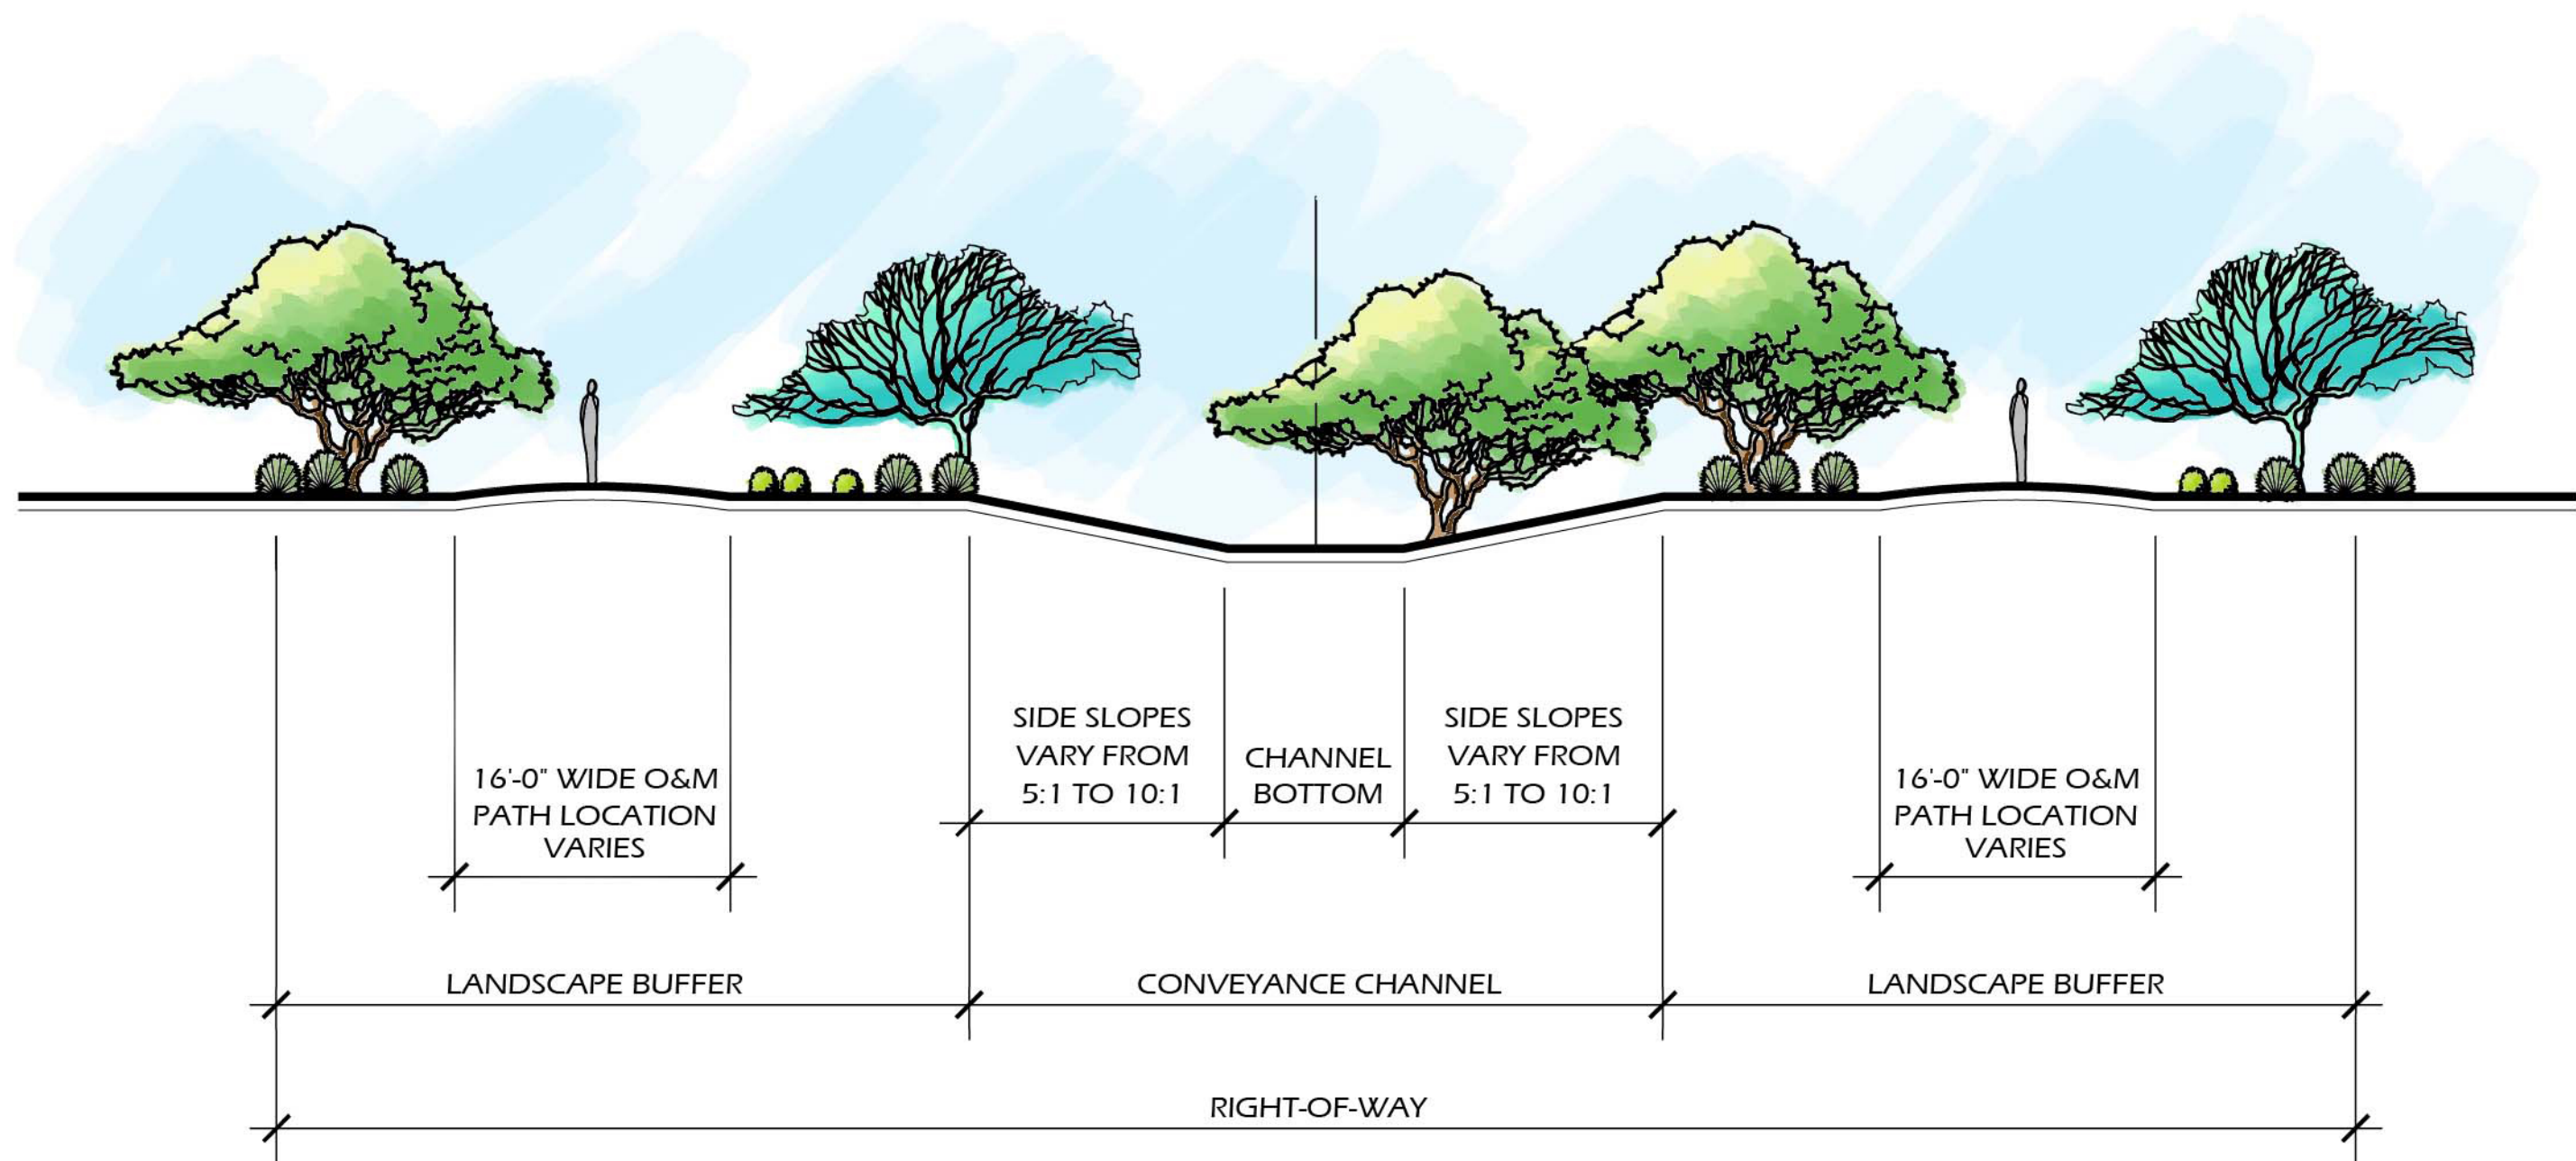 16'-0" WIDE O&M
PATH LOCATION
VARIES
SIDE SLOPES
VARY FROM
5:1 TO 10:1
CHANNEL
BOTTOM
SIDE SLOPES
VARY FROM
5:1 TO 10:1
16'-0" WIDE O&M
PATH LOCATION
VARIES
LANDSCAPE BUFFER
CONVEYANCE CHANNEL
LANDSCAPE BUFFER
RIGHT-OF-WAY